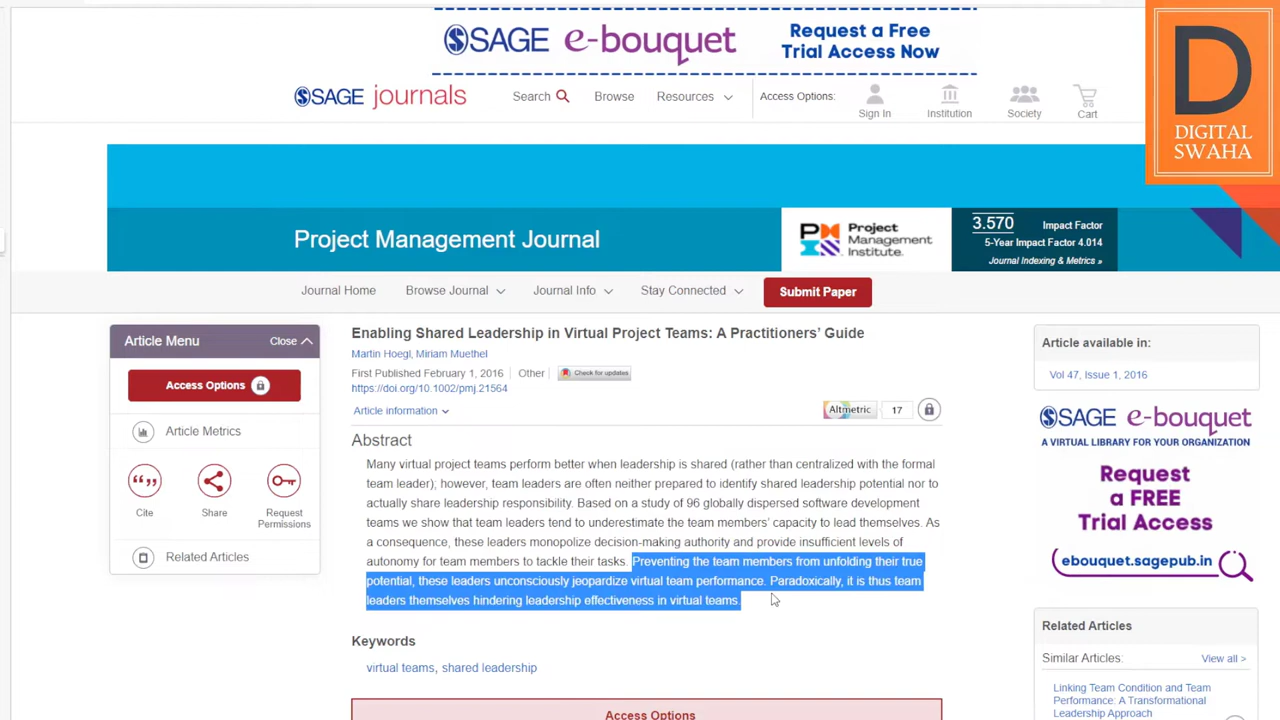 SAGE e-bouquet
Request a Free
Trial Access Now
SAGE journals
Search
Browse
Resources
Access Options:
Sign In
Institution
Society
Cart
D
DIGITAL
SWAHA
Project Management Journal
Project
Management
Institute.
3.570 Impact Factor
5-Year Impact Factor 4.014
Journal Indexing & Metrics »
Journal Home
Browse Journal
Journal Info
Stay Connected
Submit Paper
Article Menu
Close
Access Options
Article Metrics
Cite
Share
Request
Permissions
Related Articles
Enabling Shared Leadership in Virtual Project Teams: A Practitioners’ Guide
Martin Hoegl, Miriam Muethel
First Published February 1, 2016 Other Check for updates
https://doi.org/10.1002/pmj.21564
Article information
Altmetric 17
Abstract
Many virtual project teams perform better when leadership is shared (rather than centralized with the formal
team leader); however, team leaders are often neither prepared to identify shared leadership potential nor to
actually share leadership responsibility. Based on a study of 96 globally dispersed software development
teams we show that team leaders tend to underestimate the team members’ capacity to lead themselves. As
a consequence, these leaders monopolize decision-making authority and provide insufficient levels of
autonomy for team members to tackle their tasks. Preventing the team members from unfolding their true
potential, these leaders unconsciously jeopardize virtual team performance. Paradoxically, it is thus team
leaders themselves hindering leadership effectiveness in virtual teams.
Keywords
virtual teams, shared leadership
Access Options
Article available in:
Vol 47, Issue 1, 2016
SAGE e-bouquet
A VIRTUAL LIBRARY FOR YOUR ORGANIZATION
Request
a FREE
Trial Access
ebouquet.sagepub.in
Related Articles
Similar Articles:
View all >
Linking Team Condition and Team
Performance: A Transformational
Leadership Approach